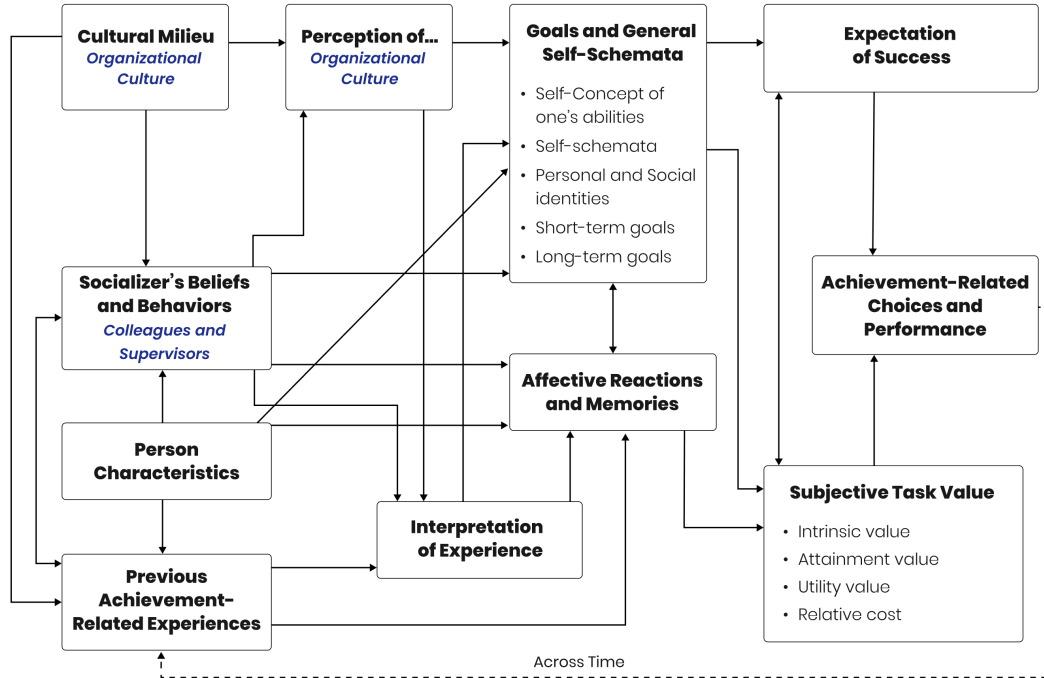 Cultural Milieu
Organizational
Culture
Perception of...
Organizational
Culture
Goals and General
Self-Schemata
• Self-Concept of
one's abilities
• Self-schemata
• Personal and Social
identities
• Short-term goals
• Long-term goals
Expectation
of Success
Socializer's Beliefs
and Behaviors
Colleagues and
Supervisors
Achievement-Related
Choices and
Performance
Affective Reactions
and Memories
Person
Characteristics
Interpretation
of Experience
Subjective Task Value
• Intrinsic value
• Attainment value
• Utility value
• Relative cost
Previous
Achievement-
Related Experiences
Across Time